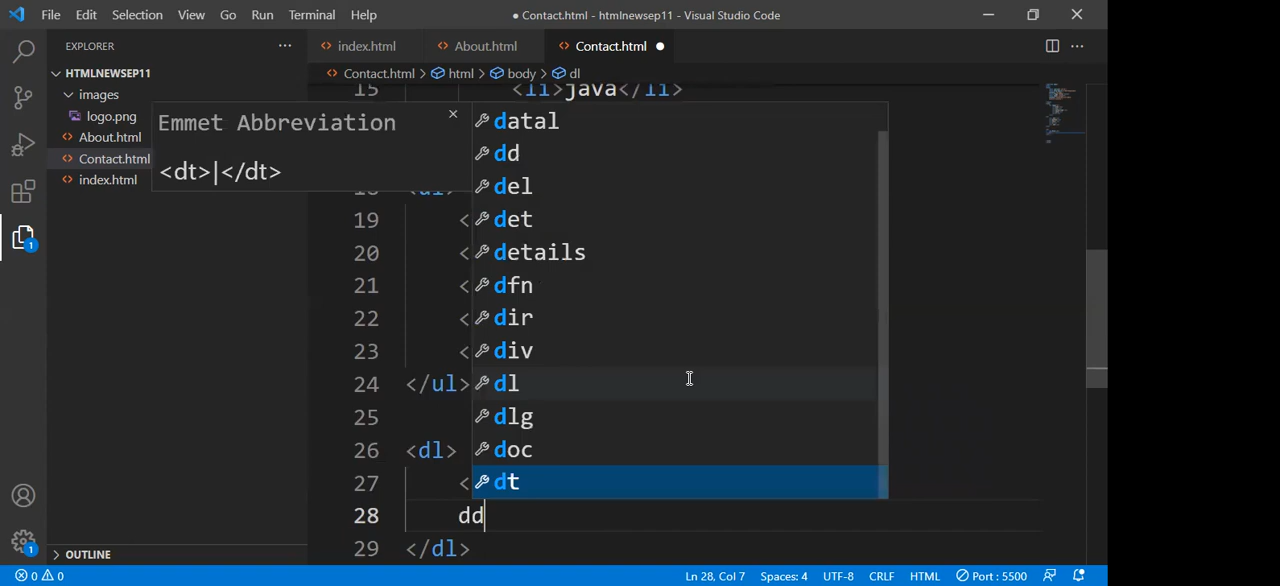 File Edit Selection View Go Run Terminal Help
● Contact.html - htmlnewsep11 - Visual Studio Code
EXPLORER
HTMLNEWSEP11
images
logo.png
About.html
Contact.html
index.html
OUTLINE
index.html About.html Contact.html
Contact.html > html > body > dl
15 <li>java</li>
Emmet Abbreviation
<dt>|</dt>
datal
dd
del
det
details
dfn
dir
div
dl
dlg
doc
dt
19 <
20 <
21 <
22 <
23 <
24 </ul>
25
26 <dl>
27 <
28 dd
29 </dl>
1
1
0 0 Ln 28, Col 7 Spaces: 4 UTF-8 CRLF HTML Port : 5500